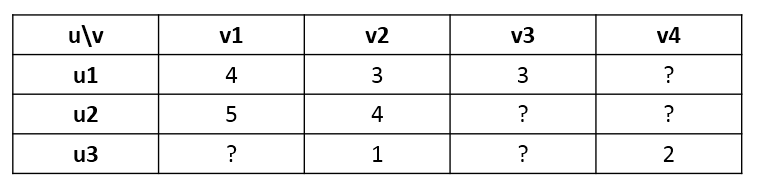 u\v v1 v2 v3 v4
u1 4 3 3 ?
u2 5 4 ? ?
u3 ? 1 ? 2